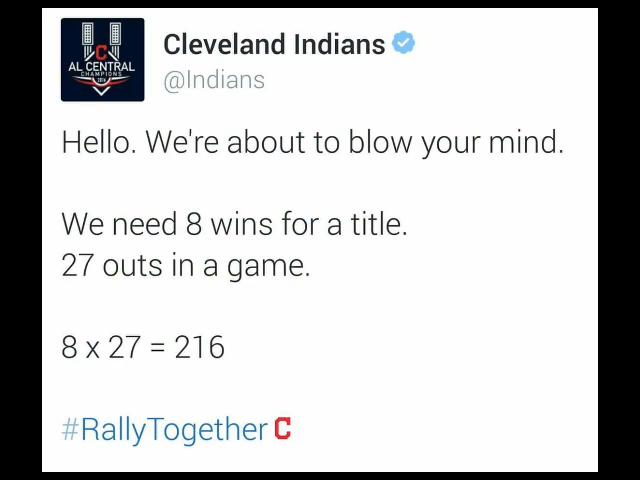 C
AL CENTRAL
CHAMPIONS
2016
Cleveland Indians
@Indians
Hello. We're about to blow your mind.
We need 8 wins for a title.
27 outs in a game.
8 x 27 = 216
#RallyTogether C